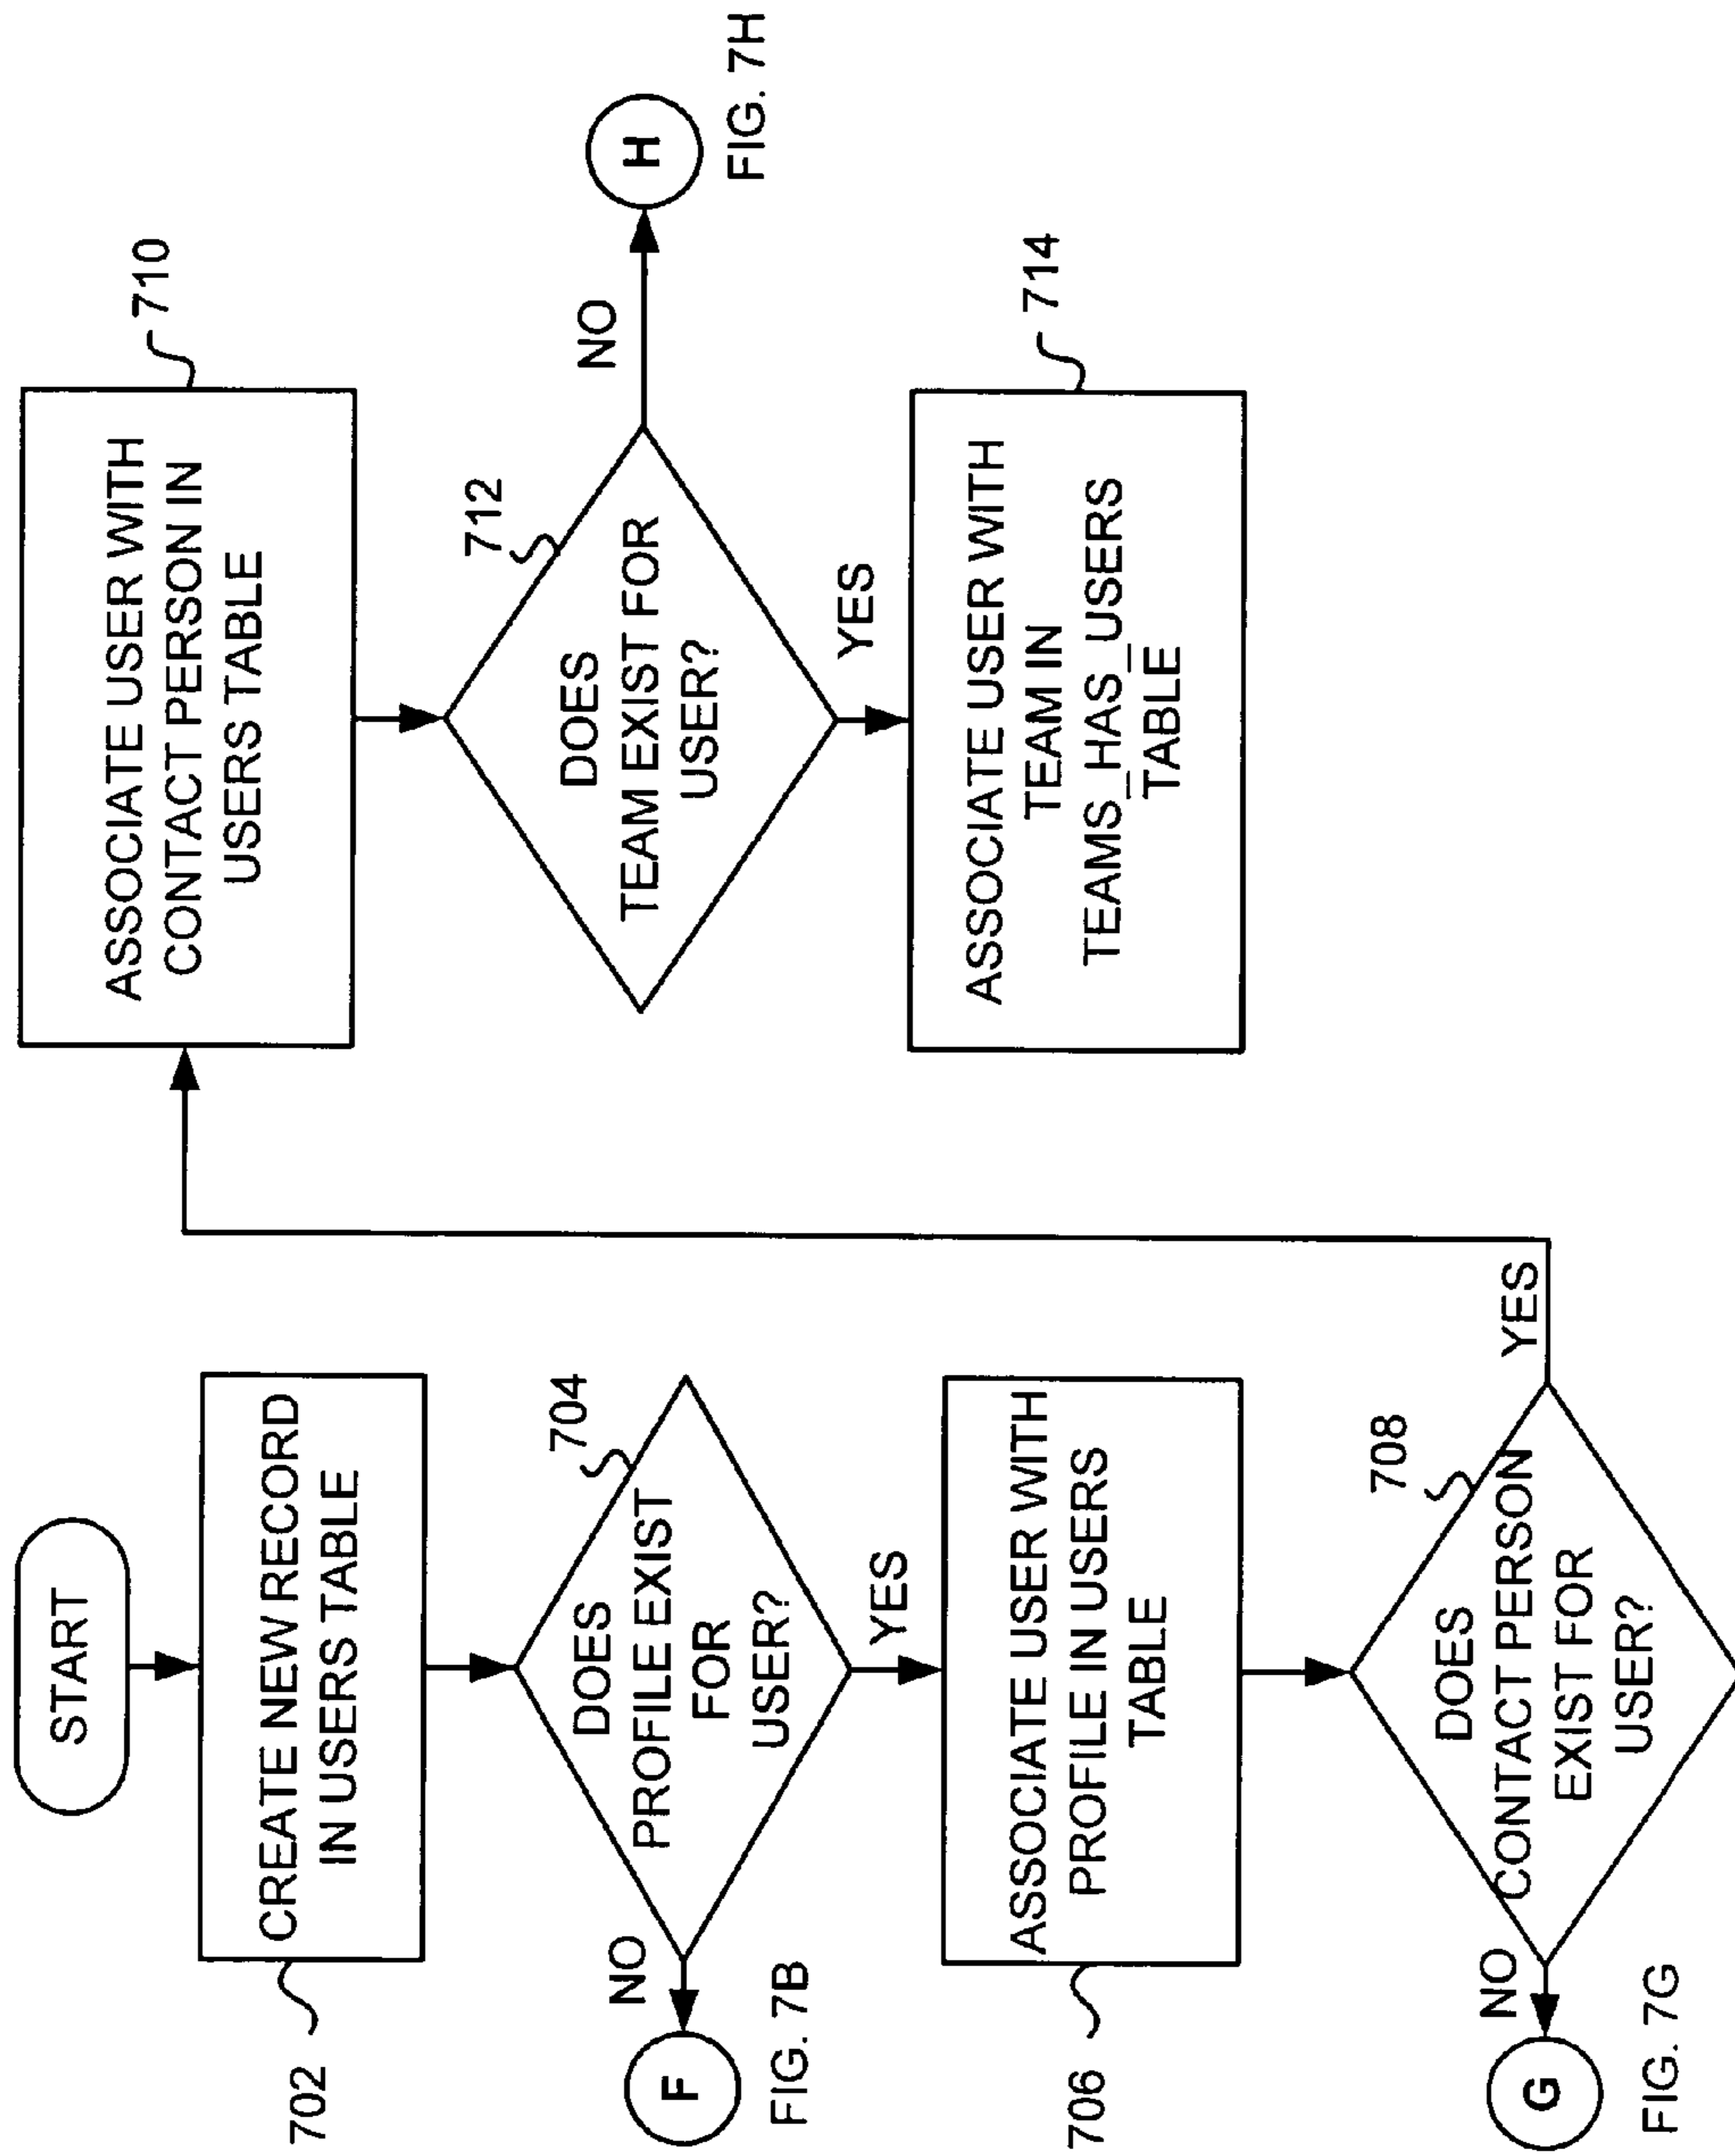 START
702
CREATE NEW RECORD
IN USERS TABLE
704
DOES
PROFILE EXIST
FOR
USER?
NO
F
FIG. 7B
YES
706
ASSOCIATE USER WITH
PROFILE IN USERS
TABLE
708
DOES
CONTACT PERSON
EXIST FOR
USER?
NO
G
FIG. 7G
YES
710
ASSOCIATE USER WITH
CONTACT PERSON IN
USERS TABLE
712
DOES
TEAM EXIST FOR
USER?
NO
H
FIG. 7H
YES
714
ASSOCIATE USER WITH
TEAM IN
TEAMS_HAS_USERS
TABLE